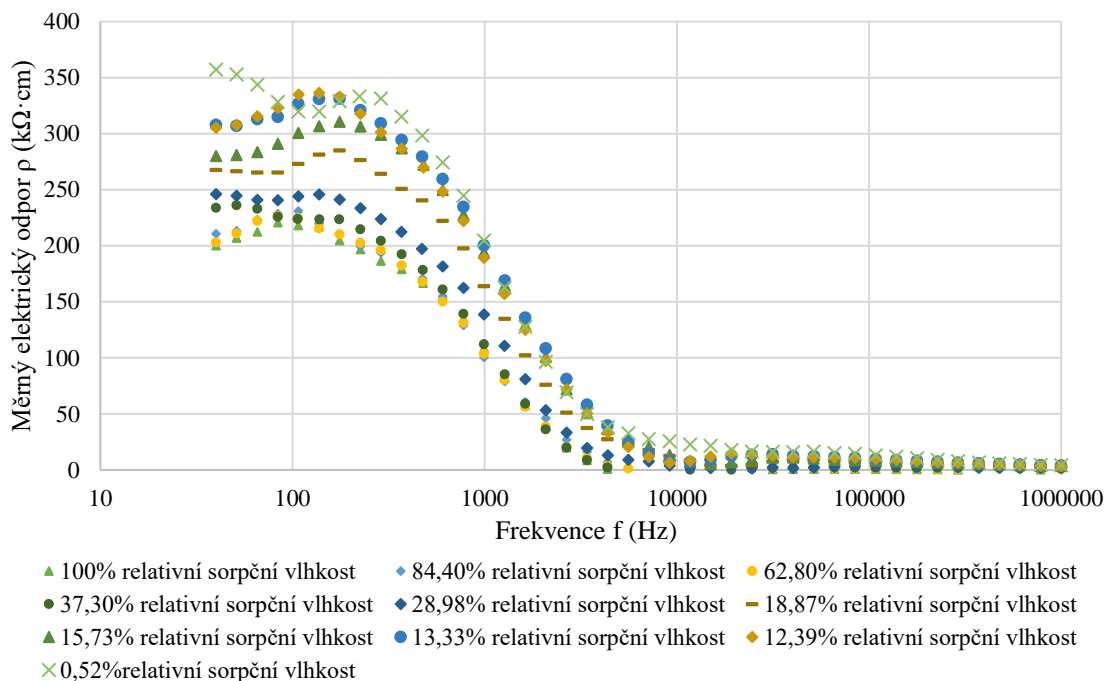 400
350
300
250
200
150
100
50
0
Měrný elektrický odpor ρ (kΩ·cm)
10 100 1000 10000 100000 1000000
Frekvence f (Hz)
100% relativní sorpční vlhkost 84,40% relativní sorpční vlhkost 62,80% relativní sorpční vlhkost
37,30% relativní sorpční vlhkost 28,98% relativní sorpční vlhkost 18,87% relativní sorpční vlhkost
15,73% relativní sorpční vlhkost 13,33% relativní sorpční vlhkost 12,39% relativní sorpční vlhkost
0,52%relativní sorpční vlhkost